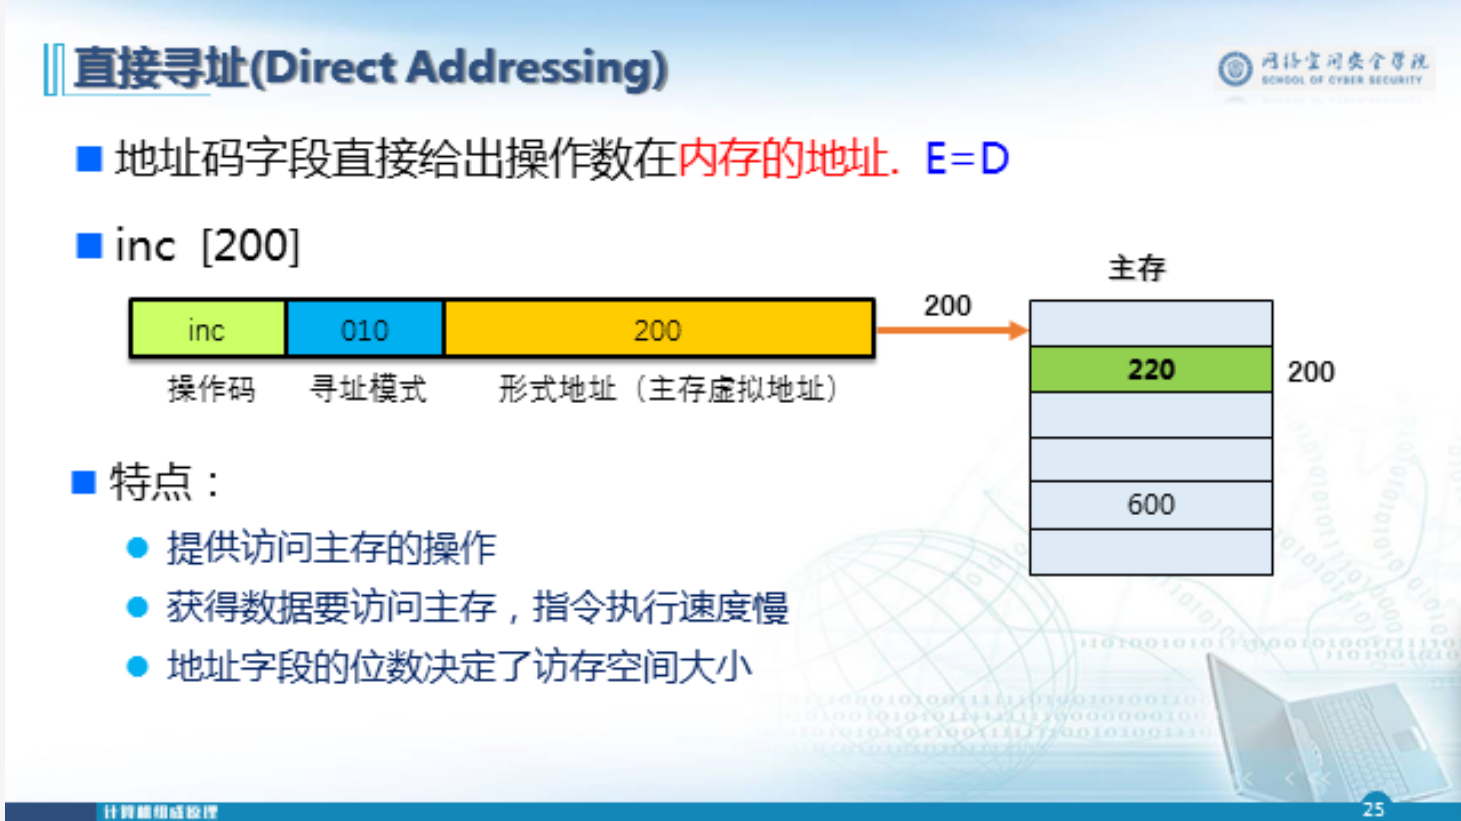 直接寻址(Direct Addressing)
网络空间安全学院
SCHOOL OF CYBER SECURITY
地址码字段直接给出操作数在内存的地址. E=D
inc [200]
主存
200
inc 010 200
220 200
操作码 寻址模式 形式地址（主存虚拟地址）
特点：
600
提供访问主存的操作
获得数据要访问主存，指令执行速度慢
地址字段的位数决定了访存空间大小
计算机组成原理
25